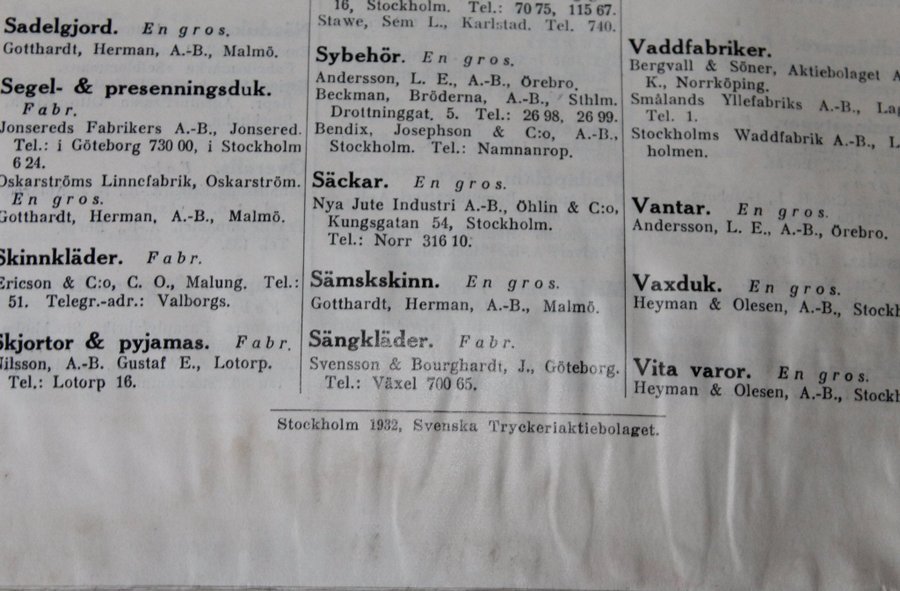 Sadelgjord. En gros.
Gotthardt, Herman, A.-B., Malmö.
Segel- & presenningsduk.
Fabr.
Jonsereds Fabrikers A.-B., Jonsered.
Tel.: i Göteborg 730 00, i Stockholm
6 24.
Oskarströms Linnefabrik, Oskarström.
En gros.
Gotthardt, Herman, A.-B., Malmö.
Skinnkläder. Fabr.
Ericson & C:o, C. O., Malung. Tel.:
51. Telegr.-adr.: Valborgs.
Skjortor & pyjamas. Fabr.
Nilsson, A.-B. Gustaf E., Lotorp.
Tel.: Lotorp 16.
16, Stockholm. Tel.: 70 75, 115 67.
Stawe, Sem L., Karlstad. Tel. 740.
Sybehör. En gros.
Andersson, L. E., A.-B., Örebro.
Beckman, Bröderna, A.-B., Sthlm.
Drottninggat. 5. Tel.: 26 98, 26 99.
Bendix, Josephson & C:o, A.-B.,
Stockholm. Tel.: Namnanrop.
Säckar. En gros.
Nya Jute Industri A.-B., Öhlin & C:o,
Kungsgatan 54, Stockholm.
Tel.: Norr 316 10.
Sämskskinn. En gros.
Gotthardt, Herman, A.-B., Malmö.
Sängkläder. Fabr.
Svensson & Bourghardt, J., Göteborg.
Tel.: Växel 700 65.
Vaddfabriker.
Bergvall & Söner, Aktiebolaget A
K., Norrköping.
Smålands Yllefabriks A.-B., Lag
Tel. 1.
Stockholms Waddfabrik A.-B., L
holmen.
Vantar. En gros.
Andersson, L. E., A.-B., Örebro.
Vaxduk. En gros.
Heyman & Olesen, A.-B., Stockh
Vita varor. En gros.
Heyman & Olesen, A.-B., Stockh
Stockholm 1932, Svenska Tryckeriaktiebolaget.